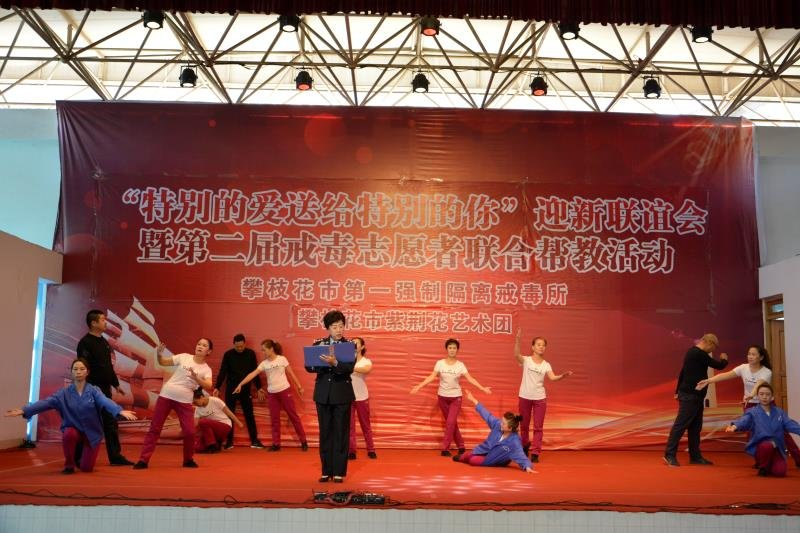 “特别的爱送给特别的你”迎新联谊会
暨第二届戒毒志愿者联合帮教活动
攀枝花市第一强制隔离戒毒所
攀枝花市紫荆花艺术团